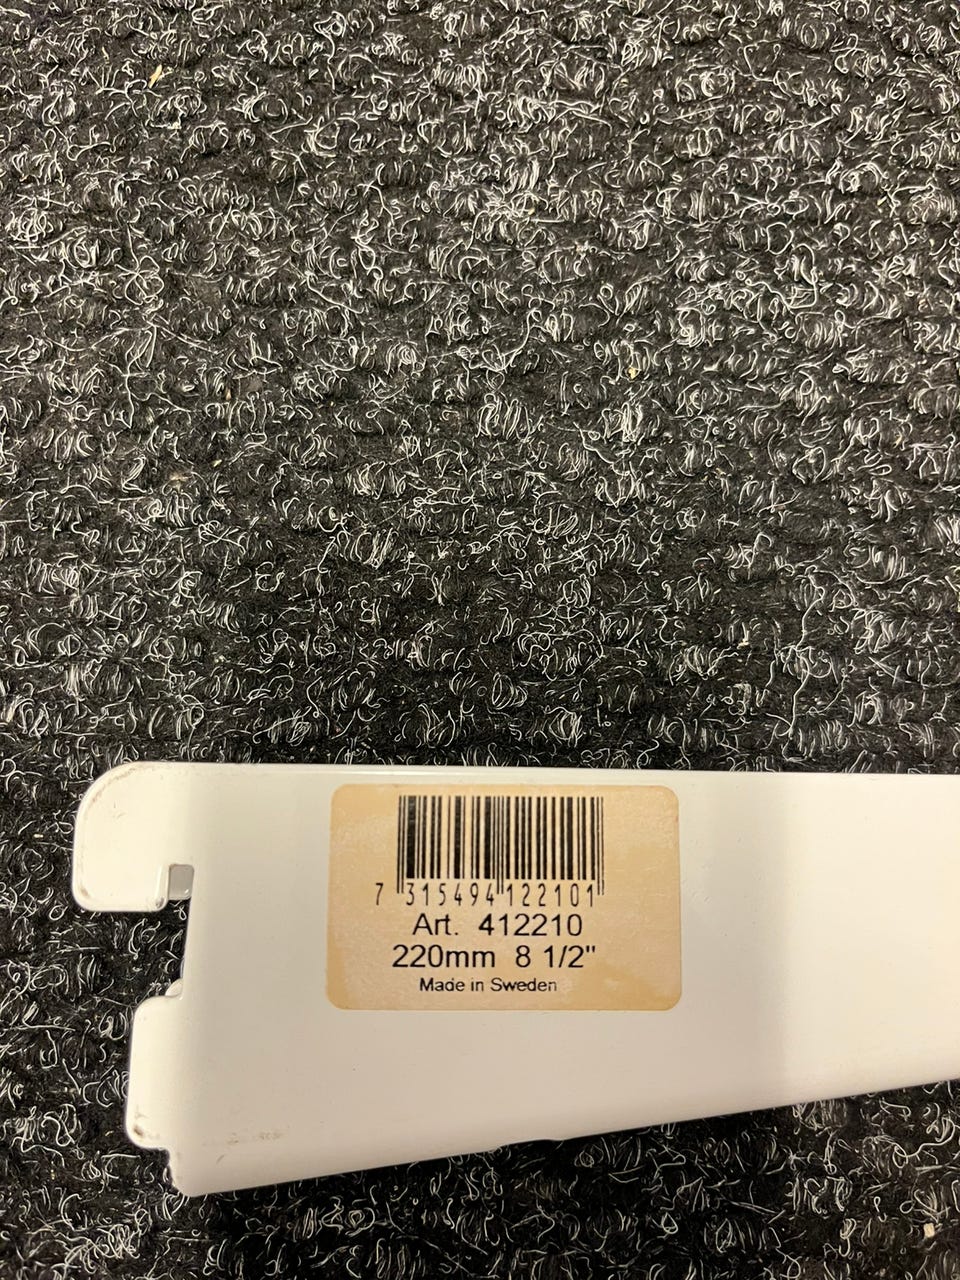 7 315494 122101
Art. 412210
220mm 8 1/2"
Made in Sweden